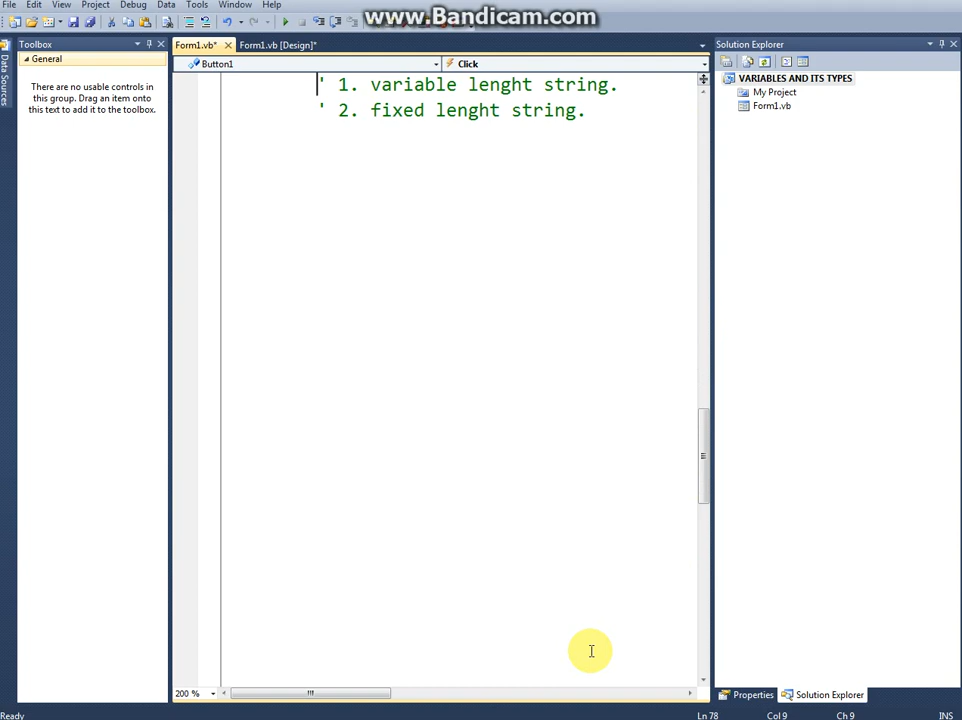 www.Bandicam.com
File Edit View Project Debug Data Tools Window Help
Toolbox
Form1.vb* Form1.vb [Design]*
Solution Explorer
Data Sources
General
Button1 Click
There are no usable controls in
this group. Drag an item onto
this text to add it to the toolbox.
' 1. variable lenght string.
' 2. fixed lenght string.
VARIABLES AND ITS TYPES
My Project
Form1.vb
200 %
Properties Solution Explorer
Ready Ln 78 Col 9 Ch 9 INS